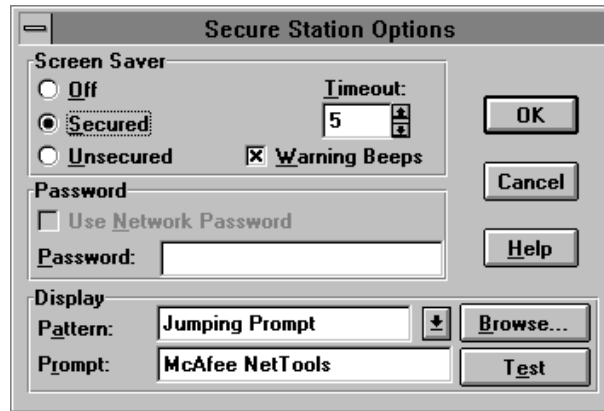 Secure Station Options
Screen Saver
Off
Timeout:
Secured
5
OK
Unsecured
Warning Beeps
Password
Cancel
Use Network Password
Password:
Help
Display
Pattern: Jumping Prompt Browse...
Prompt: McAfee NetTools Test